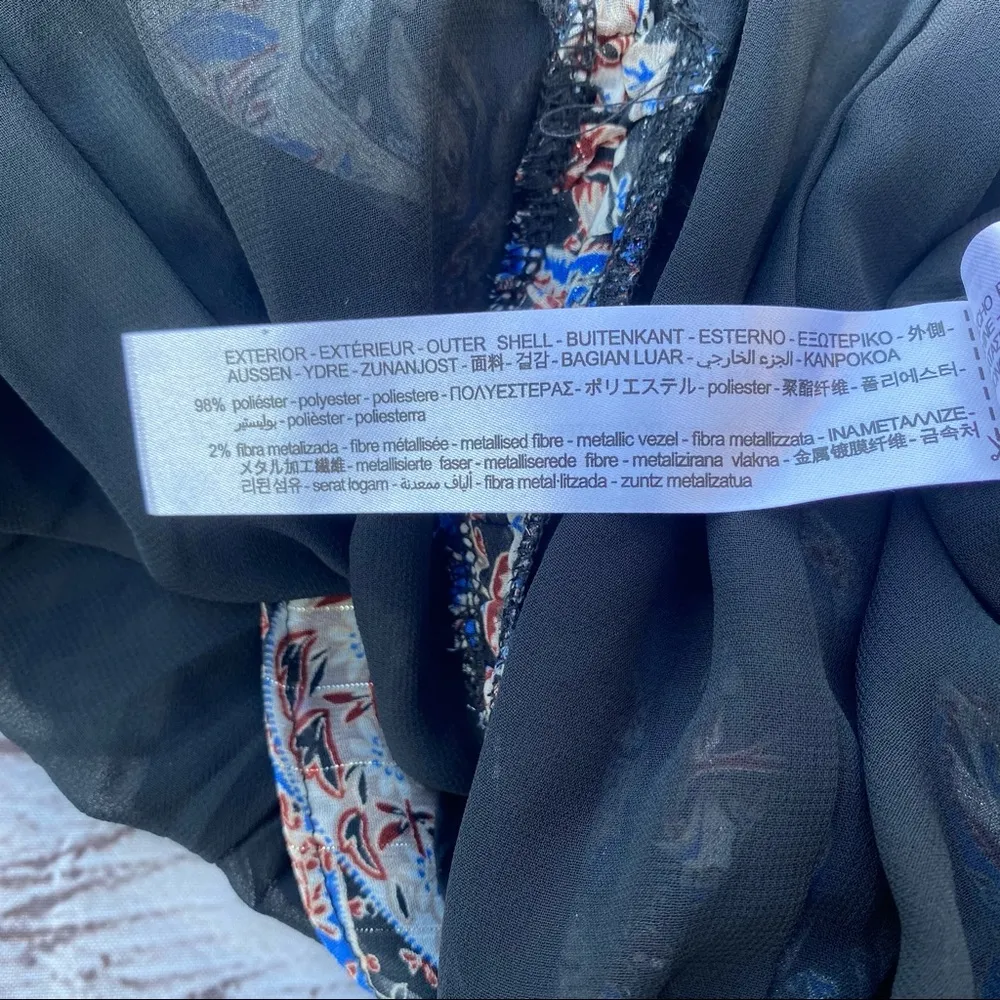 EXTERIOR - EXTÉRIEUR - OUTER SHELL - BUITENKANT - ESTERNO - ΕΞΩΤΕΡΙΚΟ - 外側 -
AUSSEN - YDRE - ZUNANJOST - 面料 - 겉감 - BAGIAN LUAR - الجزء الخارجي - KANPOKOA
98% poliéster - polyester - poliestere - ΠΟΛΥΕΣΤΕΡΑΣ - ポリエステル - poliester - 聚酯纤维 - 폴리에스터 -
بوليستير - polièster - poliesterra
2% fibra metalizada - fibre métallisée - metallised fibre - metallic vezel - fibra metallizzata - ΙΝΑΜΕΤΑΛΛΙΖΕ-
メタル加工繊維 - metallisierte faser - metalliserede fibre - metalizirana vlakna - 金属镀膜纤维 - 금속처
리된 섬유 - serat logam - ألياف ممعدنة - fibra metal·litzada - zuntz metalizatua